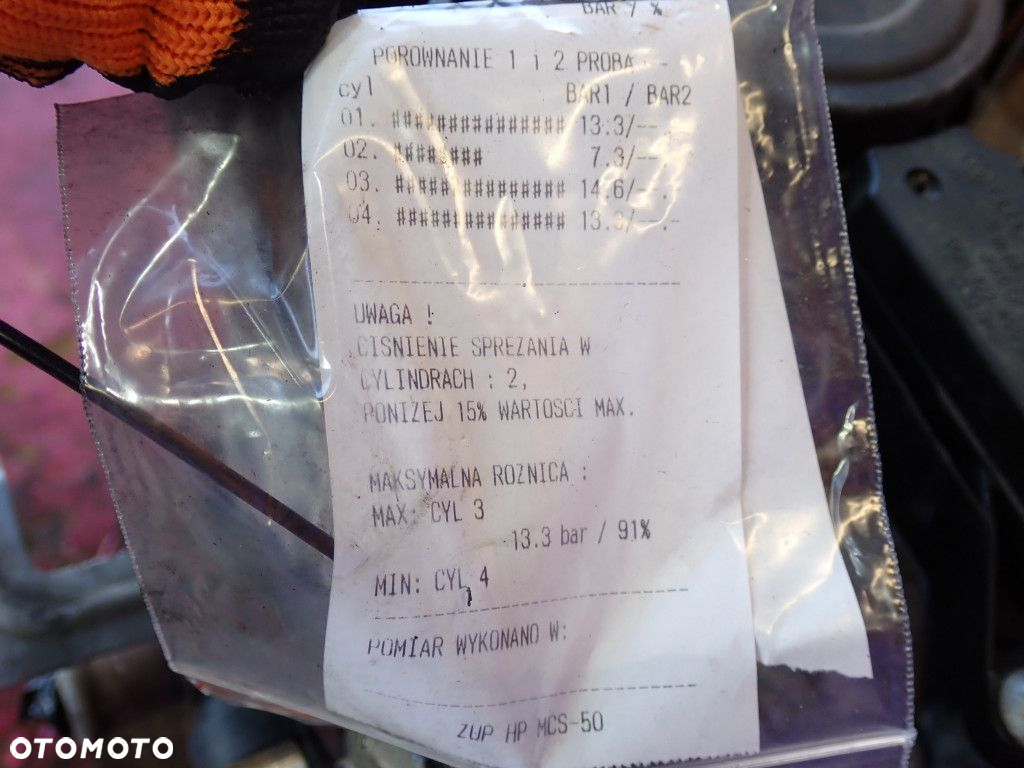 BAR / %
POROWNANIE 1 i 2 PROBA --
cyl BAR1 / BAR2
01. ############### 13.3/--.-
02. ######## 7.3/--.-
03. ############### 14.6/--.-
04. ############### 13.3/--.-
UWAGA !
CISNIENIE SPREZANIA W
CYLINDRACH : 2,
PONIZEJ 15% WARTOSCI MAX.
MAKSYMALNA ROZNICA :
MAX: CYL 3
13.3 bar / 91%
MIN: CYL 4
POMIAR WYKONANO W:
ZUP HP MCS-50
OTOMOTO